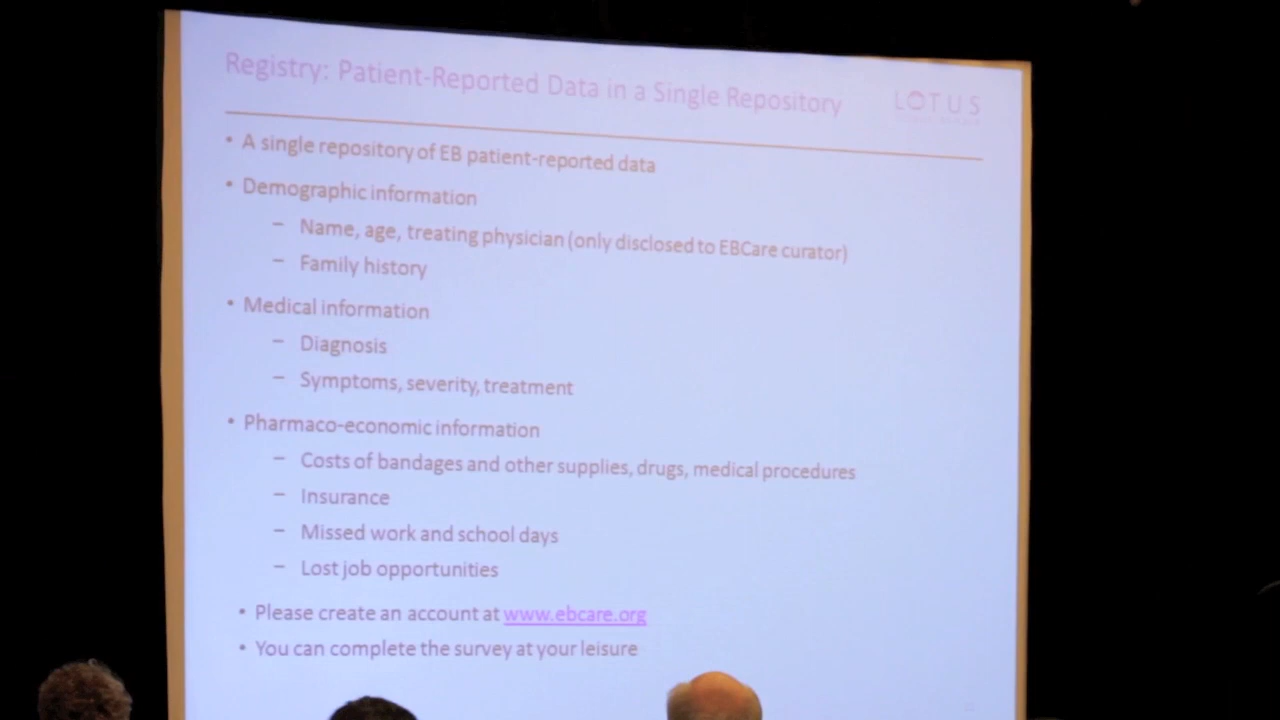 Registry: Patient-Reported Data in a Single Repository
LOTUS
• A single repository of EB patient-reported data
• Demographic information
– Name, age, treating physician (only disclosed to EBCare curator)
– Family history
• Medical information
– Diagnosis
– Symptoms, severity, treatment
• Pharmaco-economic information
– Costs of bandages and other supplies, drugs, medical procedures
– Insurance
– Missed work and school days
– Lost job opportunities
• Please create an account at www.ebcare.org
• You can complete the survey at your leisure